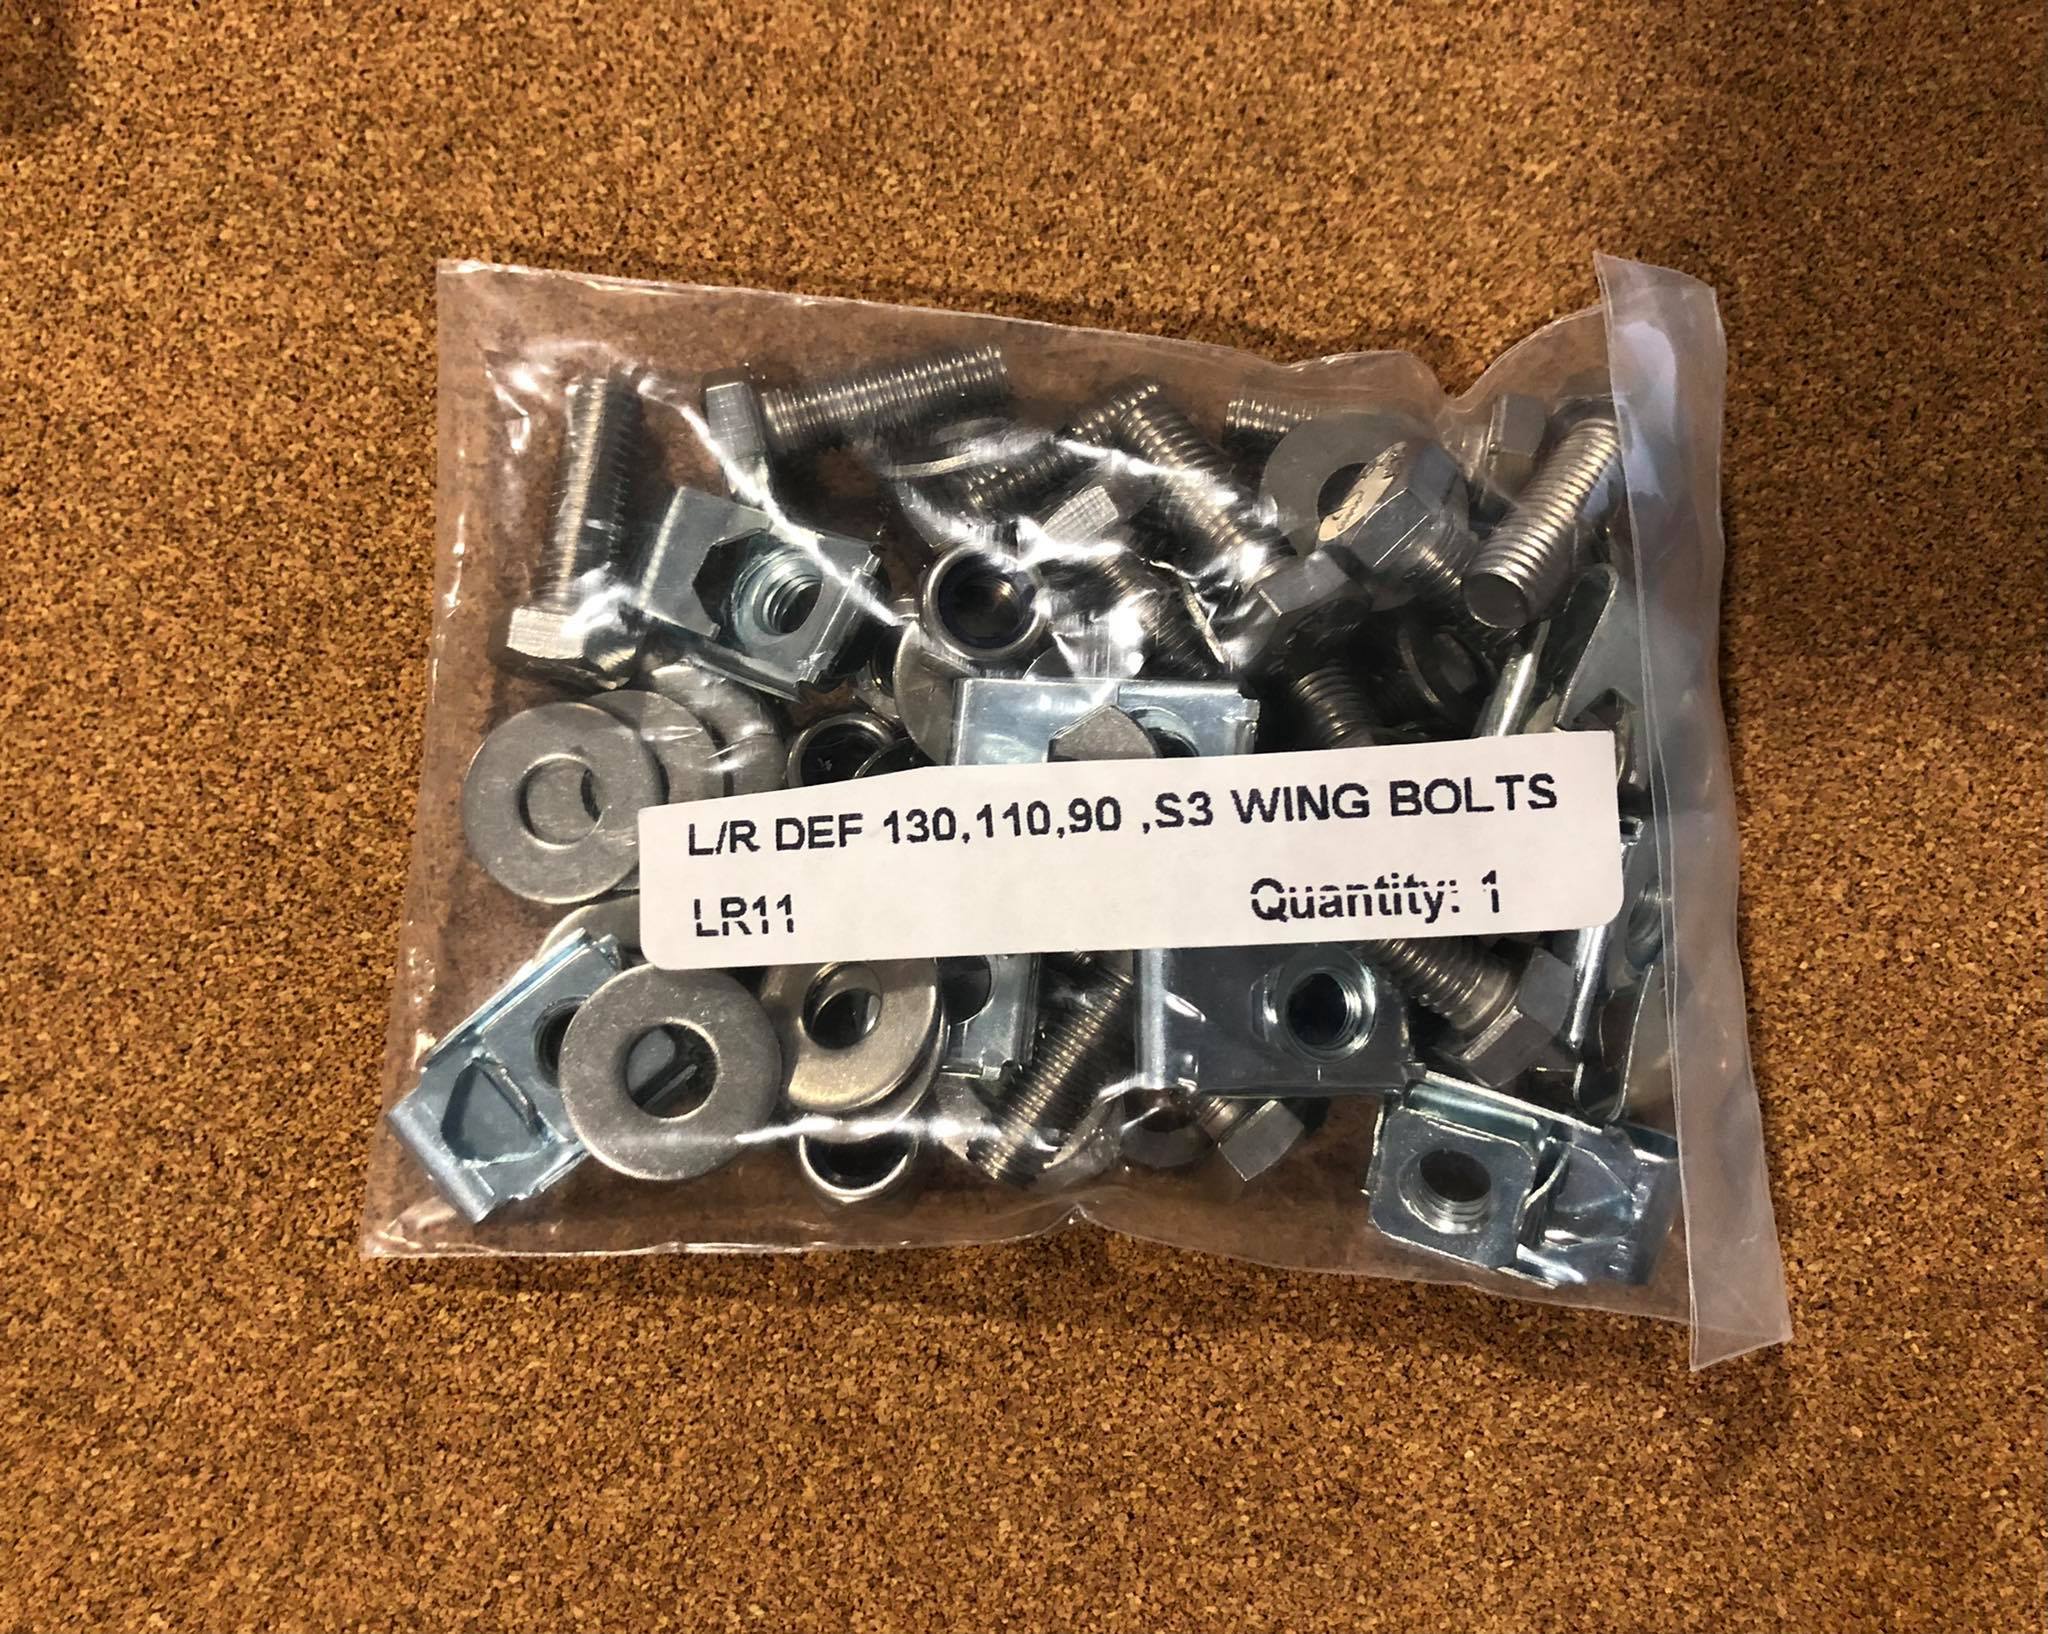 L/R DEF 130,110,90 ,S3 WING BOLTS
LR11 Quantity: 1